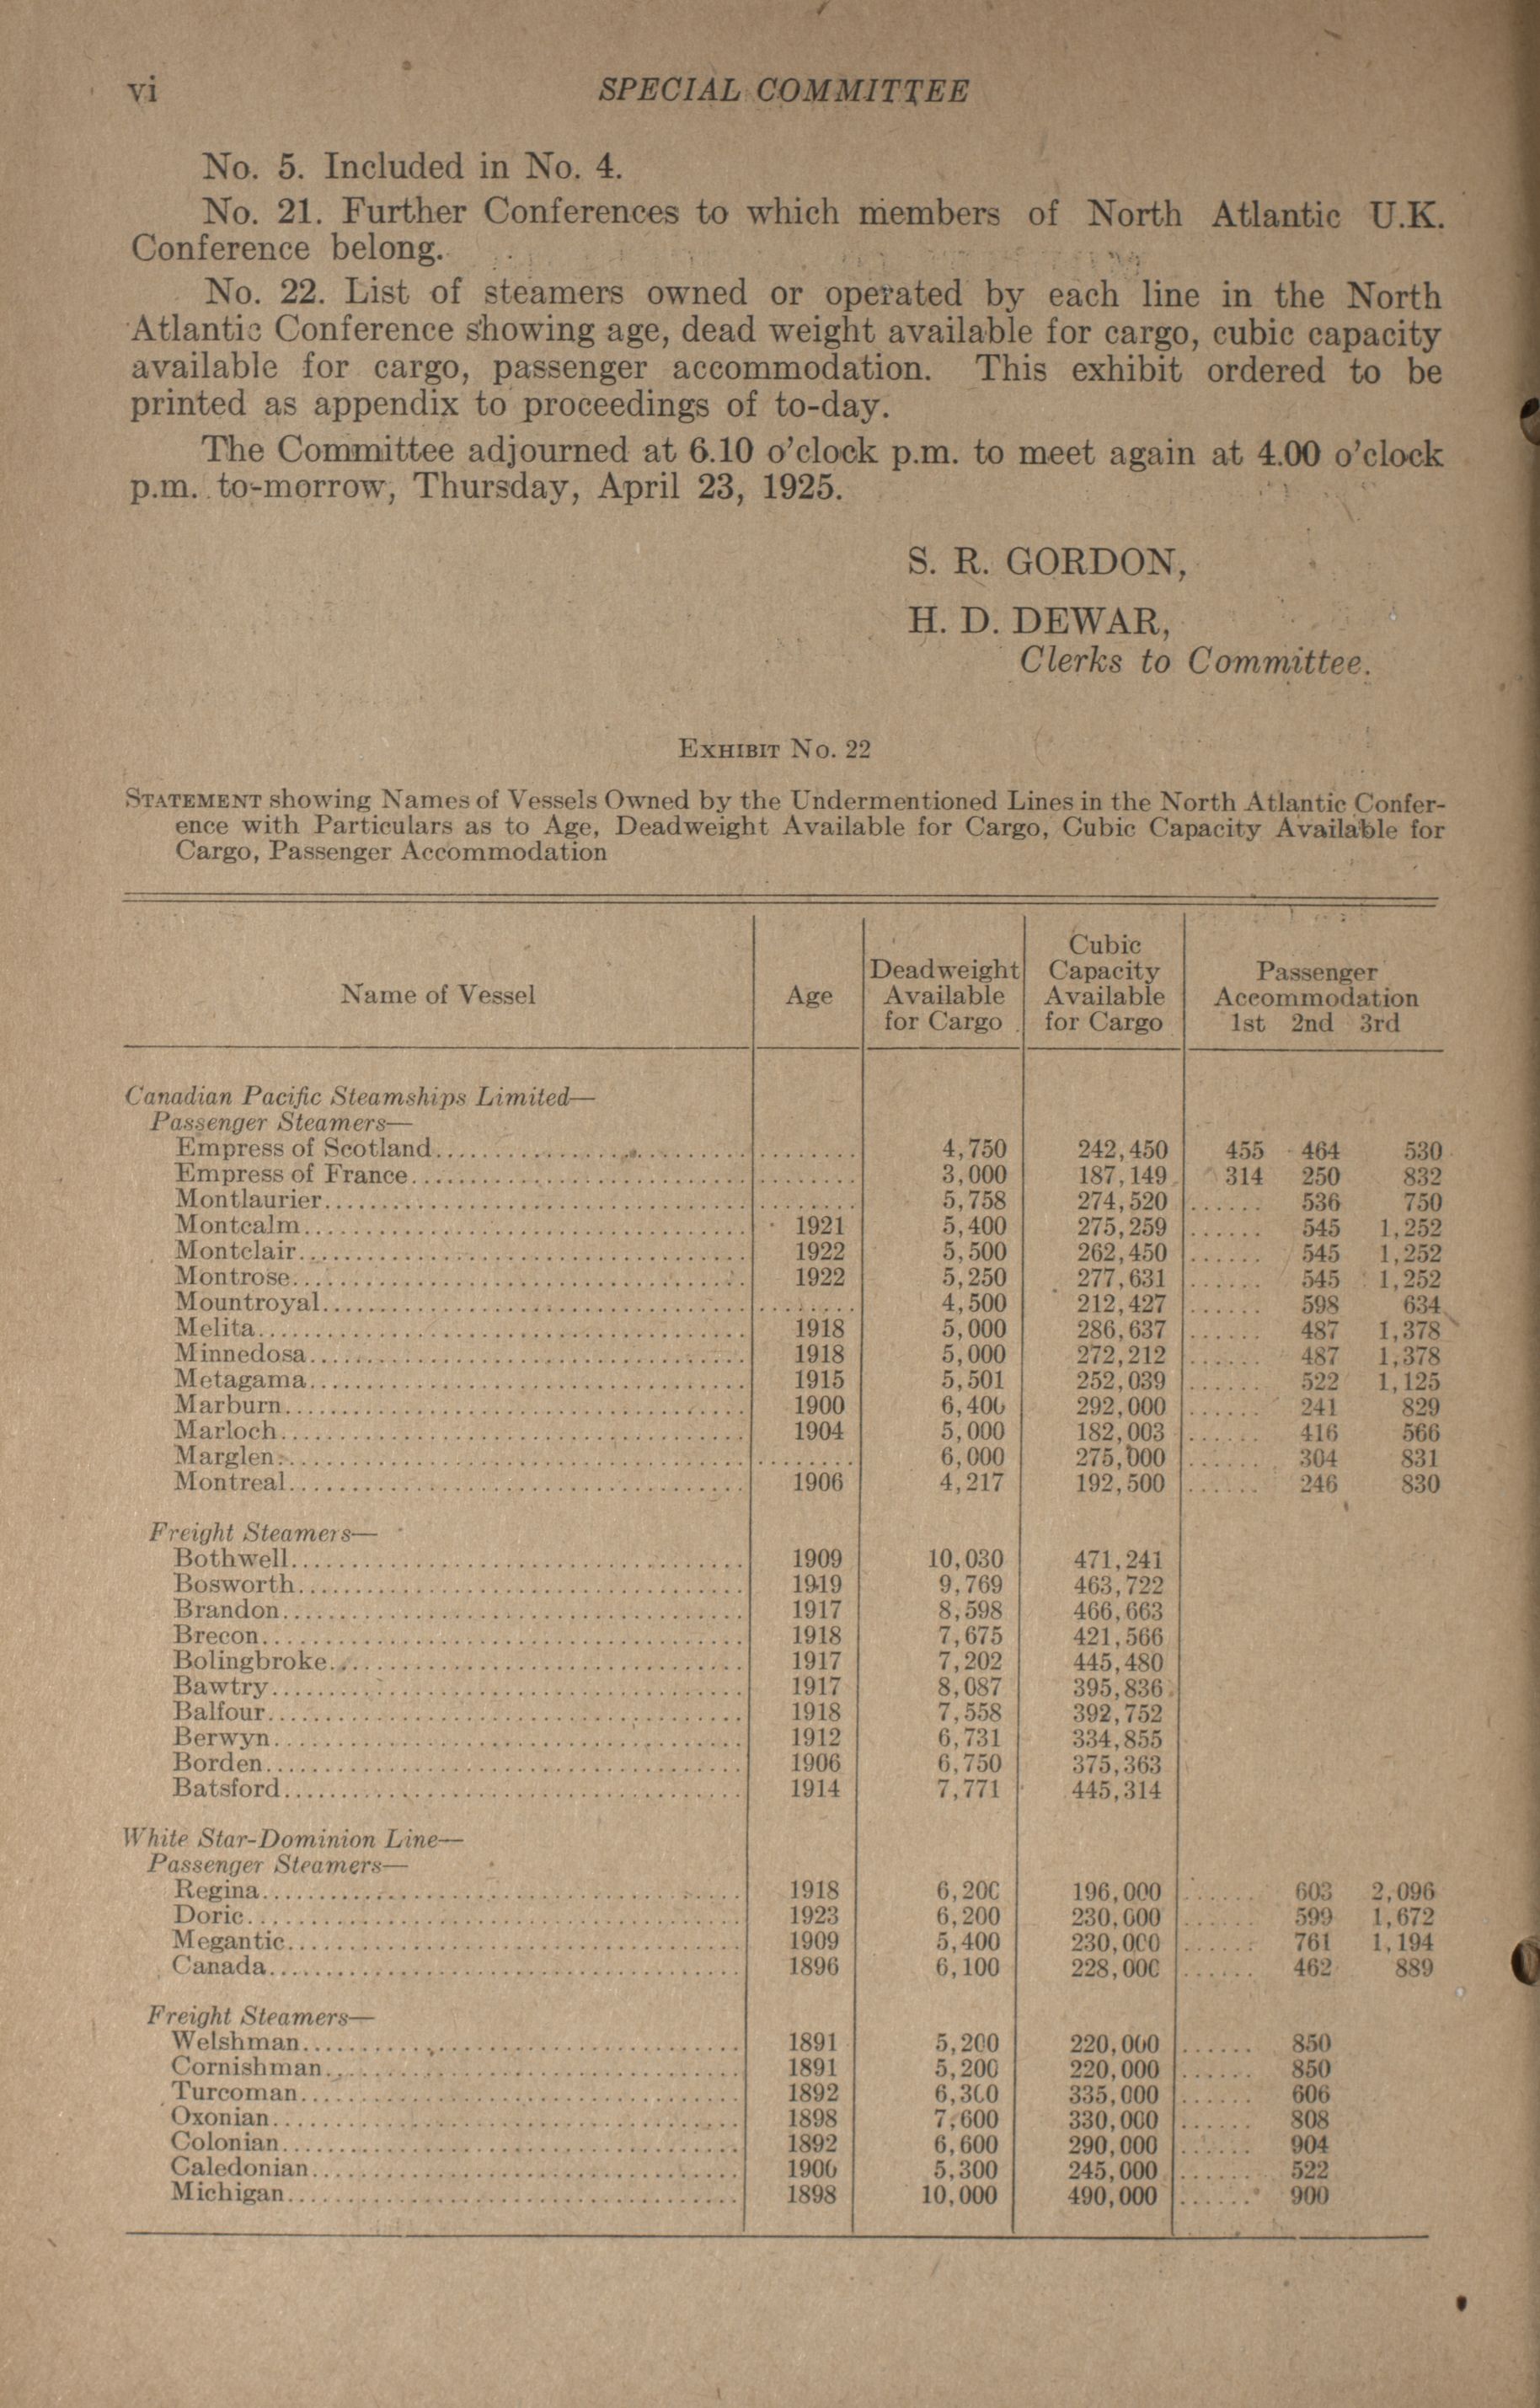 vi
SPECIAL COMMITTEE
No. 5. Included in No. 4.
No. 21. Further Conferences to which members of North Atlantic U.K.
Conference belong.
No. 22. List of steamers owned or operated by each line in the North
Atlantic Conference showing age, dead weight available for cargo, cubic capacity
available for cargo, passenger accommodation. This exhibit ordered to be
printed as appendix to proceedings of to-day.
The Committee adjourned at 6.10 o'clock p.m. to meet again at 4.00 o'clock
p.m. to-morrow, Thursday, April 23, 1925.
S. R. GORDON,
H. D. DEWAR,
Clerks to Committee.
EXHIBIT No. 22
STATEMENT showing Names of Vessels Owned by the Undermentioned Lines in the North Atlantic Confer-
ence with Particulars as to Age, Deadweight Available for Cargo, Cubic Capacity Available for
Cargo, Passenger Accommodation
Name of Vessel
Age
Deadweight
Available
for Cargo
Cubic
Capacity
Available
for Cargo
Passenger
Accommodation
1st 2nd 3rd
Canadian Pacific Steamships Limited—
Passenger Steamers—
Empress of Scotland 4,750 242,450 455 464 530
Empress of France 3,000 187,149 314 250 832
Montlaurier 5,758 274,520 536 750
Montcalm 1921 5,400 275,259 545 1,252
Montclair 1922 5,500 262,450 545 1,252
Montrose 1922 5,250 277,631 545 1,252
Mountroyal 4,500 212,427 598 634
Melita 1918 5,000 286,637 487 1,378
Minnedosa 1918 5,000 272,212 487 1,378
Metagama 1915 5,501 252,039 522 1,125
Marburn 1900 6,400 292,000 241 829
Marloch 1904 5,000 182,003 416 566
Marglen 6,000 275,000 304 831
Montreal 1906 4,217 192,500 246 830
Freight Steamers—
Bothwell 1909 10,030 471,241
Bosworth 1919 9,769 463,722
Brandon 1917 8,598 466,663
Brecon 1918 7,675 421,566
Bolingbroke 1917 7,202 445,480
Bawtry 1917 8,087 395,836
Balfour 1918 7,558 392,752
Berwyn 1912 6,731 334,855
Borden 1906 6,750 375,363
Batsford 1914 7,771 445,314
White Star-Dominion Line—
Passenger Steamers—
Regina 1918 6,200 196,000 603 2,096
Doric 1923 6,200 230,000 599 1,672
Megantic 1909 5,400 230,000 761 1,194
Canada 1896 6,100 228,000 462 889
Freight Steamers—
Welshman 1891 5,200 220,000 850
Cornishman 1891 5,200 220,000 850
Turcoman 1892 6,300 335,000 606
Oxonian 1898 7,600 330,000 808
Colonian 1892 6,600 290,000 904
Caledonian 1900 5,300 245,000 522
Michigan 1898 10,000 490,000 900